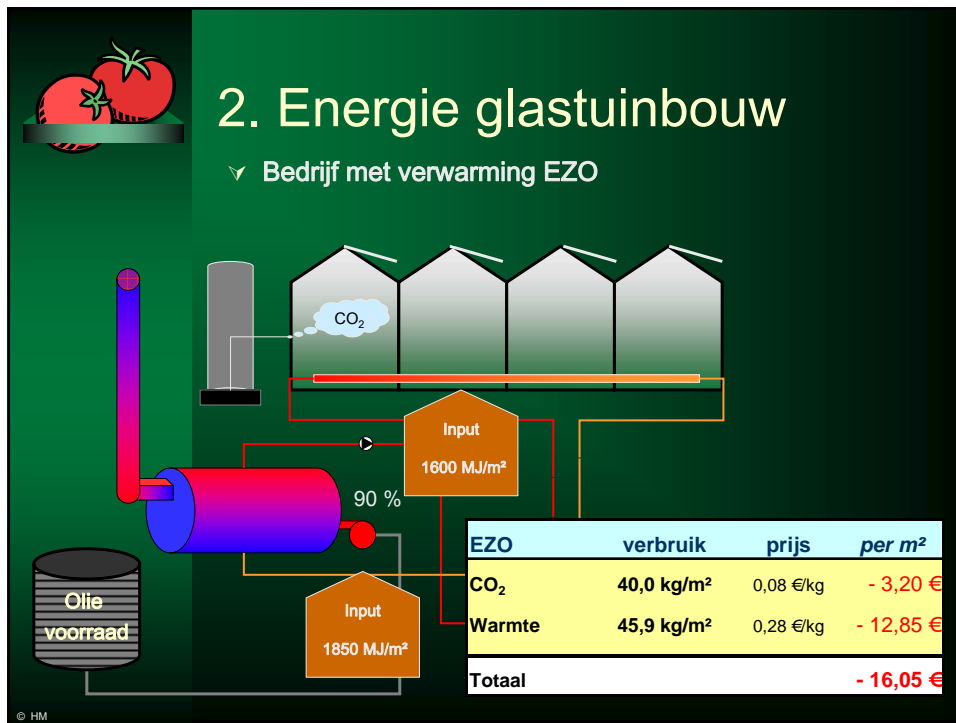 2. Energie glastuinbouw
Bedrijf met verwarming EZO
CO₂
Input
1600 MJ/m²
90 %
Olie
voorraad
Input
1850 MJ/m²
EZO verbruik prijs per m²
CO₂ 40,0 kg/m² 0,08 €/kg - 3,20 €
Warmte 45,9 kg/m² 0,28 €/kg - 12,85 €
Totaal - 16,05 €
© HM